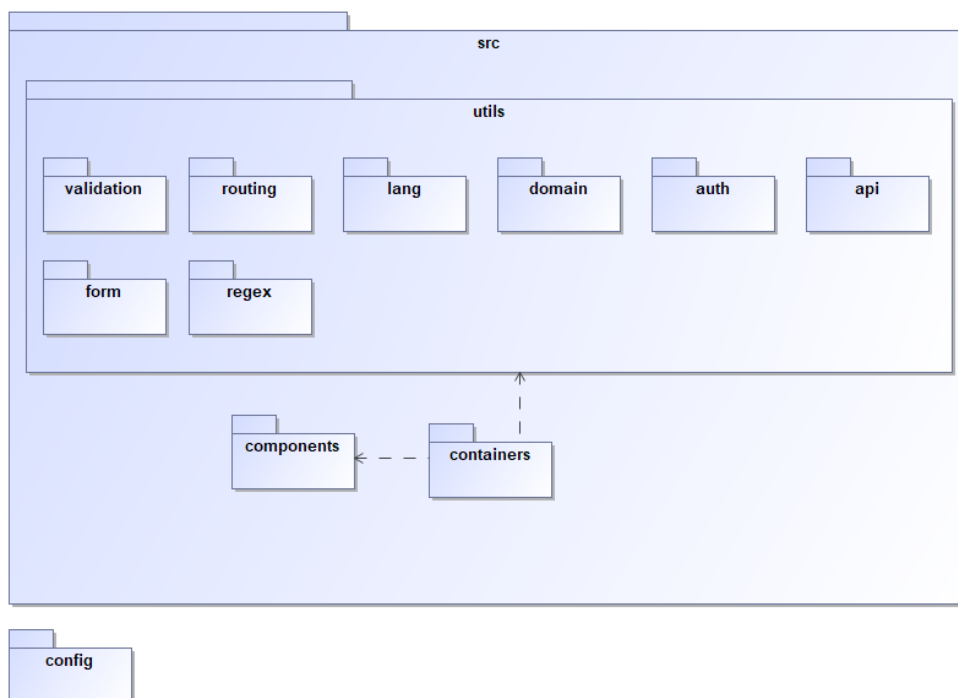 src
utils
validation
routing
lang
domain
auth
api
form
regex
components
containers
config